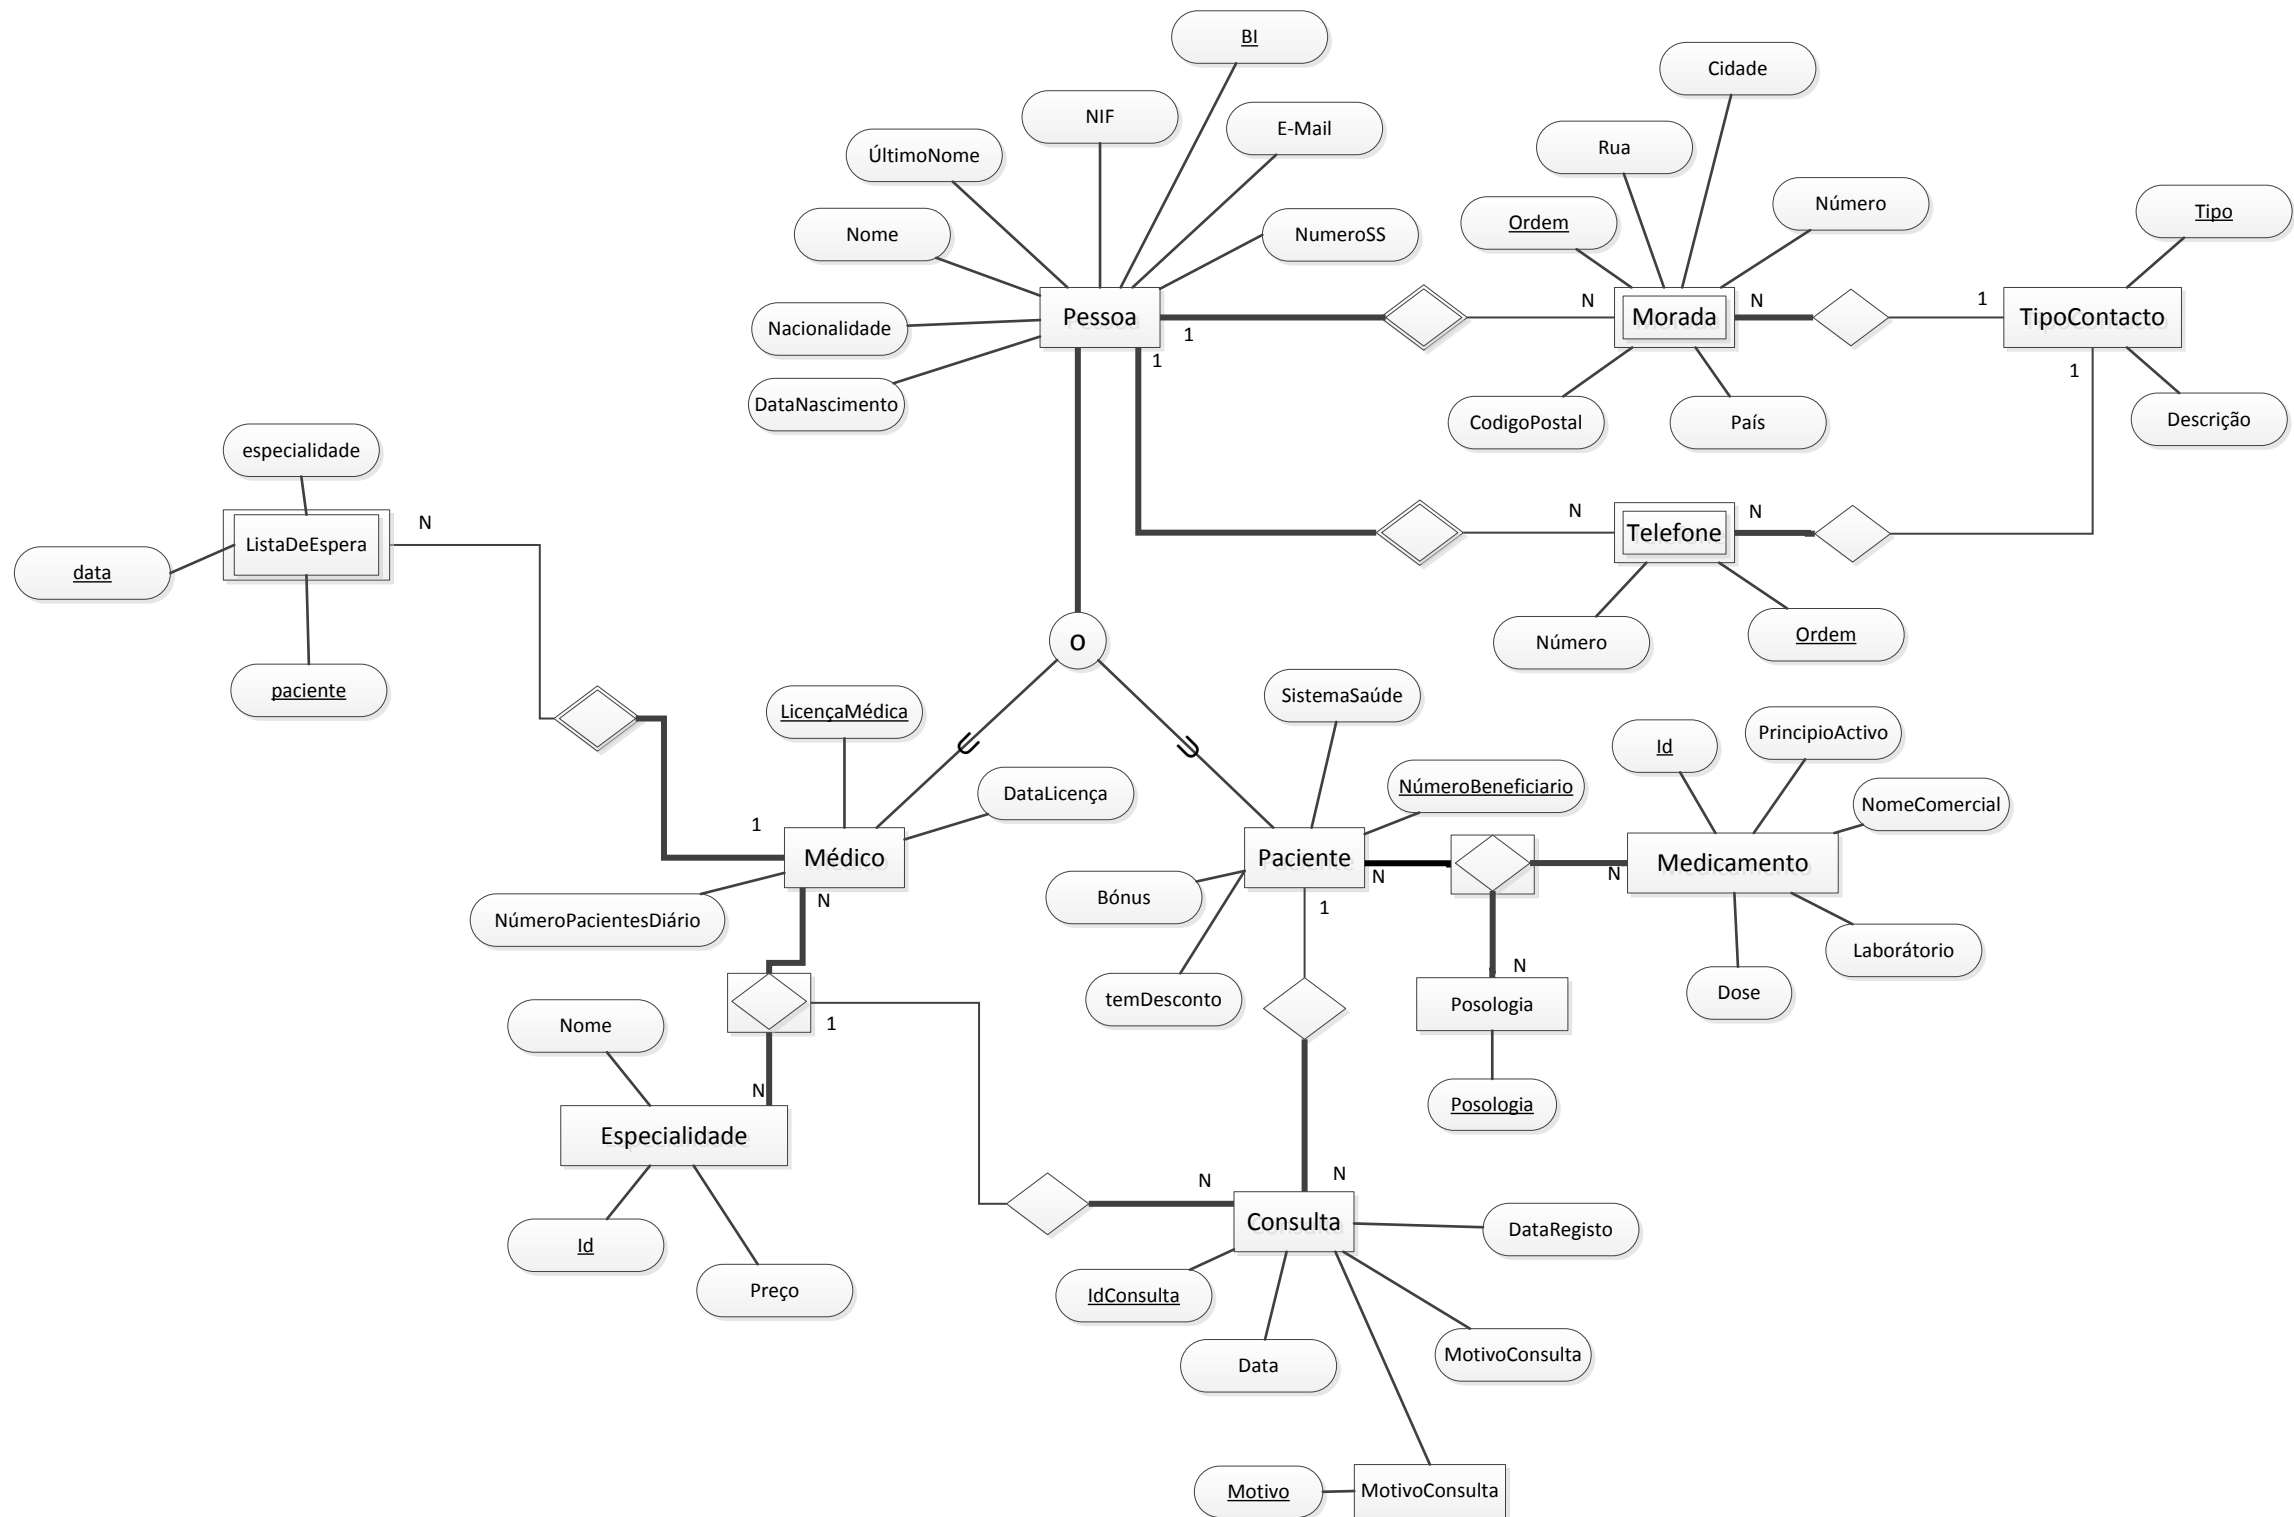 BI
Cidade
NIF
E-Mail
Rua
ÚltimoNome
Número
Tipo
Ordem
Nome
NumeroSS
Pessoa
1
N
Morada
N
1
TipoContacto
Nacionalidade
1
1
DataNascimento
CodigoPostal
País
Descrição
especialidade
N
ListaDeEspera
N
Telefone
N
data
Número
Ordem
O
paciente
LicençaMédica
U
U
SistemaSaúde
Id
PrincipioActivo
DataLicença
NúmeroBeneficiario
NomeComercial
1
Médico
Paciente
N
N
Medicamento
Bónus
N
1
NúmeroPacientesDiário
Laborátorio
N
temDesconto
Posologia
Dose
Nome
1
N
Posologia
Especialidade
N
N
Consulta
DataRegisto
Id
Preço
IdConsulta
Data
MotivoConsulta
Motivo
MotivoConsulta